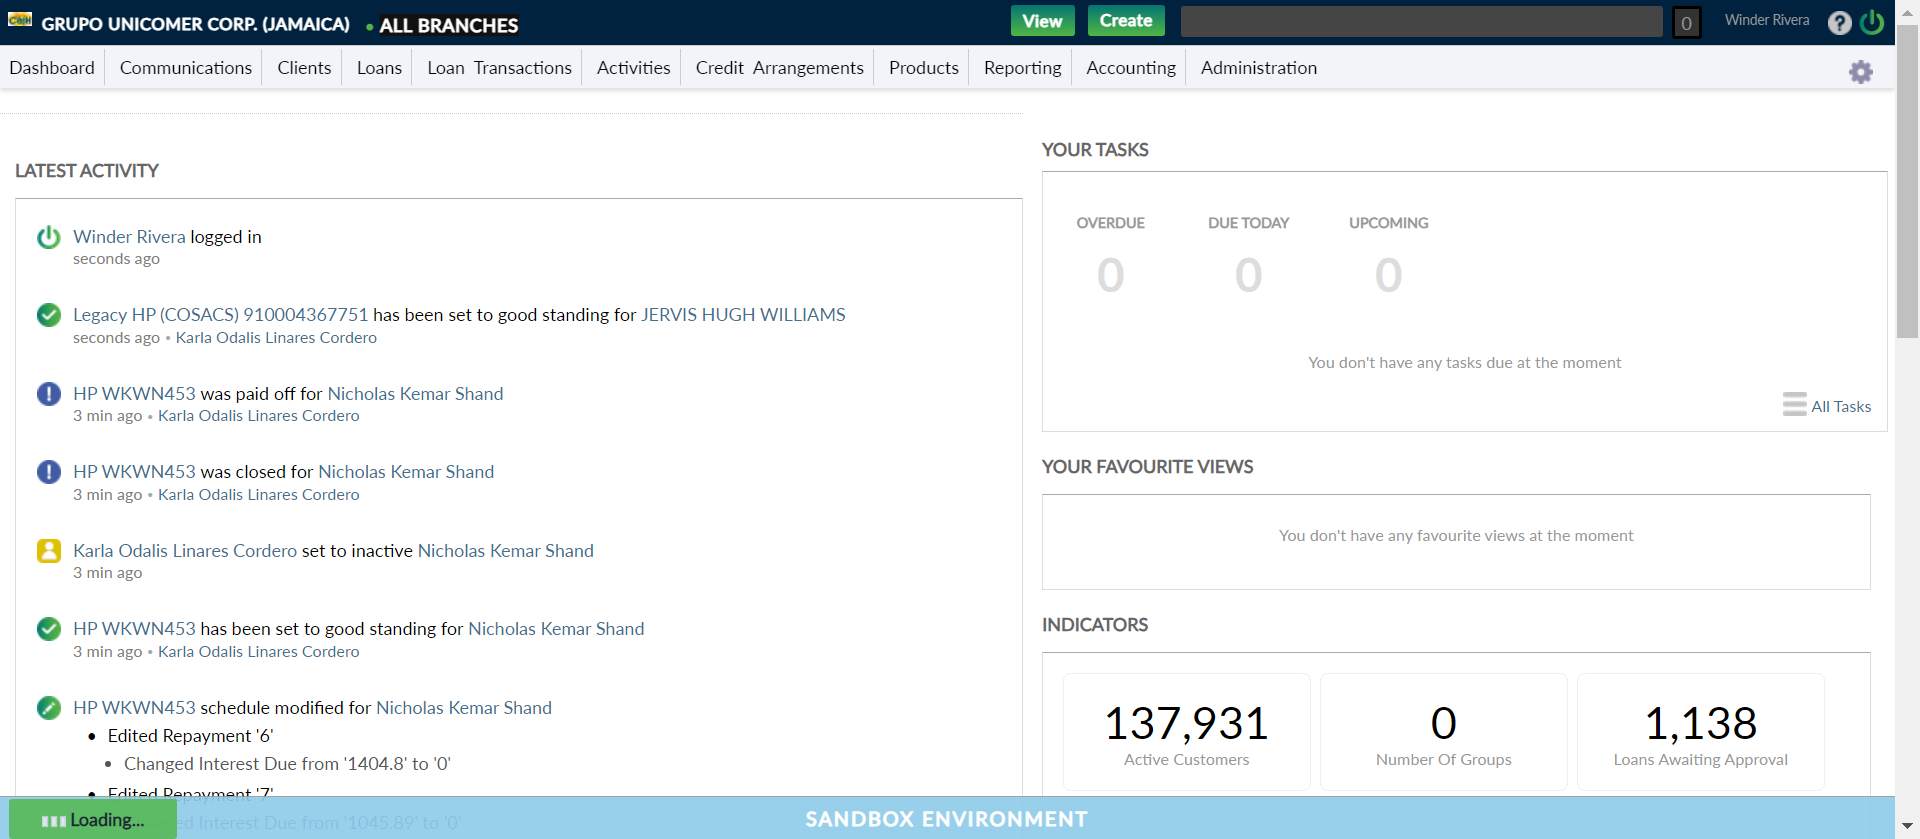 GRUPO UNICOMER CORP. (JAMAICA) • ALL BRANCHES
View Create 0 Winder Rivera ?
Dashboard Communications Clients Loans Loan Transactions Activities Credit Arrangements Products Reporting Accounting Administration
LATEST ACTIVITY
Winder Rivera logged in
seconds ago
Legacy HP (COSACS) 910004367751 has been set to good standing for JERVIS HUGH WILLIAMS
seconds ago • Karla Odalis Linares Cordero
HP WKWN453 was paid off for Nicholas Kemar Shand
3 min ago • Karla Odalis Linares Cordero
HP WKWN453 was closed for Nicholas Kemar Shand
3 min ago • Karla Odalis Linares Cordero
Karla Odalis Linares Cordero set to inactive Nicholas Kemar Shand
3 min ago
HP WKWN453 has been set to good standing for Nicholas Kemar Shand
3 min ago • Karla Odalis Linares Cordero
HP WKWN453 schedule modified for Nicholas Kemar Shand
• Edited Repayment '6'
• Changed Interest Due from '1404.8' to '0'
• Edited Repayment '7'
Interest Due from '1045.89' to '0'
YOUR TASKS
OVERDUE DUE TODAY UPCOMING
0 0 0
You don't have any tasks due at the moment
All Tasks
YOUR FAVOURITE VIEWS
You don't have any favourite views at the moment
INDICATORS
137,931 0 1,138
Active Customers Number Of Groups Loans Awaiting Approval
Loading...
SANDBOX ENVIRONMENT